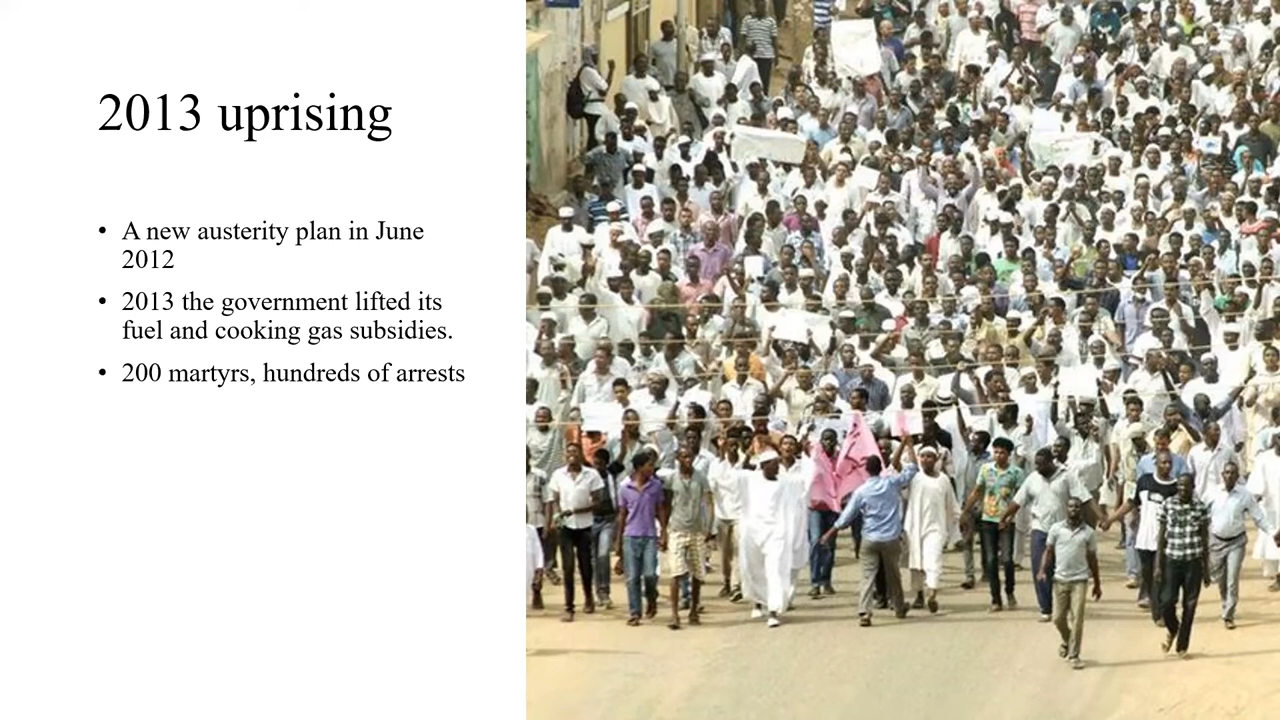 2013 uprising
• A new austerity plan in June
2012
• 2013 the government lifted its
fuel and cooking gas subsidies.
• 200 martyrs, hundreds of arrests